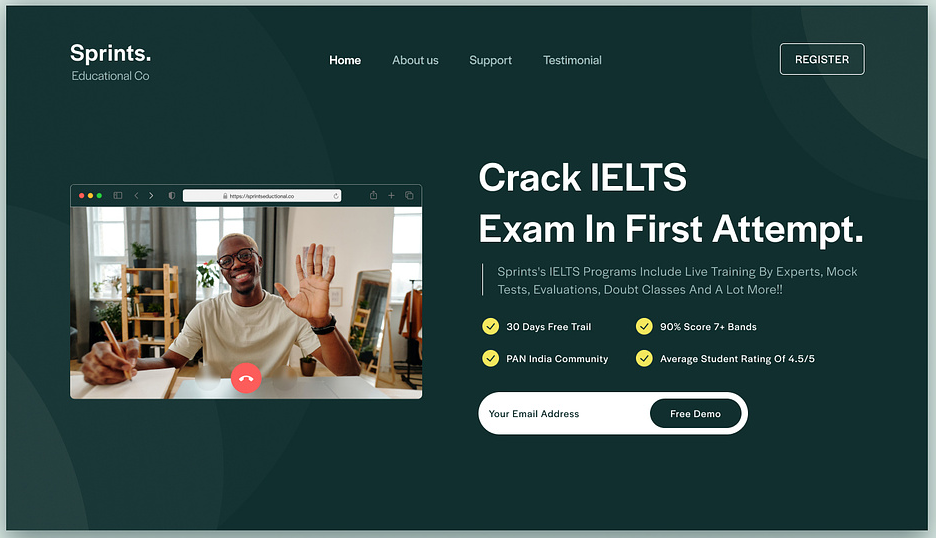 Sprints.
Educational Co
Home About us Support Testimonial
REGISTER
https://sprintseductional.co
Crack IELTS
Exam In First Attempt.
Sprints's IELTS Programs Include Live Training By Experts, Mock
Tests, Evaluations, Doubt Classes And A Lot More!!
30 Days Free Trail
90% Score 7+ Bands
PAN India Community
Average Student Rating Of 4.5/5
Your Email Address
Free Demo